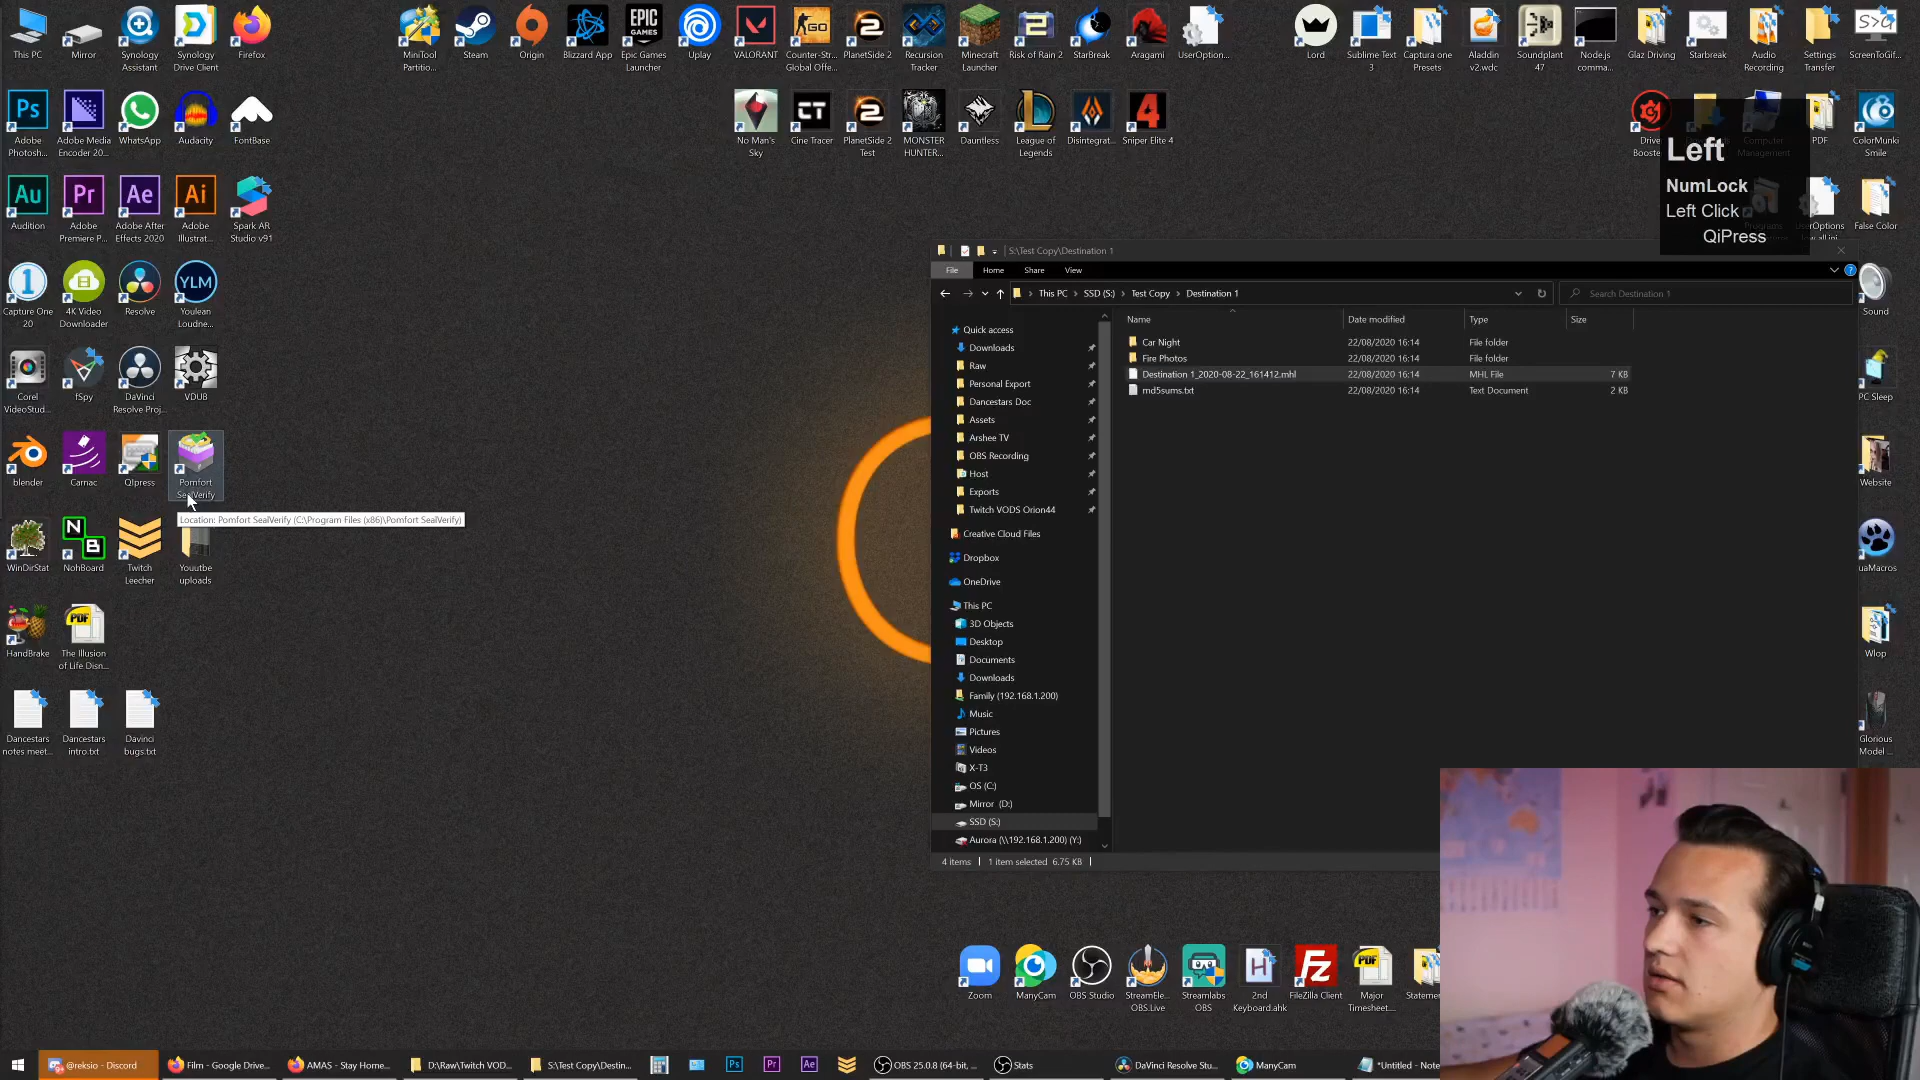 This PC
Mirror
Synology
Assistant
Synology
Drive Client
Firefox
MiniTool
Partitio...
Steam
Origin
Blizzard App
Epic Games
Launcher
Uplay
VALORANT
Counter-Str...
Global Offe...
PlanetSide 2
Recursion
Tracker
Minecraft
Launcher
Risk of Rain 2
StarBreak
Aragami
UserOption...
Lord
Sublime Text
3
Captura one
Presets
Aladdin
v2.wdc
Soundplant
47
Node.js
comma...
Glaz Driving
Starbreak
Audio
Recording
Settings
Transfer
ScreenToGif...
Adobe
Photosh...
Adobe Media
Encoder 20...
WhatsApp
Audacity
FontBase
No Man's
Sky
Cine Tracer
PlanetSide 2
Test
MONSTER
HUNTER...
Dauntless
League of
Legends
Disintegrat...
Sniper Elite 4
Drive
Booste...
Computer
Management
PDF
ColorMunki
Smile
Left
NumLock
Left Click
QiPress
Audition
Adobe
Premiere P...
Adobe After
Effects 2020
Adobe
Illustrat...
Spark AR
Studio v91
False Color
Capture One
20
4K Video
Downloader
Resolve
Youlean
Loudne...
Sound
Corel
VideoStud...
fSpy
DaVinci
Resolve Proj...
VDUB
PC Sleep
blender
Carnac
QIpress
Pomfort
SealVerify
Location: Pomfort SealVerify (C:\Program Files (x86)\Pomfort SealVerify)
Website
WinDirStat
NohBoard
Twitch
Leecher
Youutbe
uploads
uaMacros
HandBrake
The Illusion
of Life Disn...
Wlop
Dancestars
notes meet...
Dancestars
intro.txt
Davinci
bugs.txt
Glorious
Model ...
S:\Test Copy\Destination 1
File Home Share View
This PC > SSD (S:) > Test Copy > Destination 1
Search Destination 1
Name Date modified Type Size
Car Night 22/08/2020 16:14 File folder
Fire Photos 22/08/2020 16:14 File folder
Destination 1_2020-08-22_161412.mhl 22/08/2020 16:14 MHL File 7 KB
md5sums.txt 22/08/2020 16:14 Text Document 2 KB
Quick access
Downloads
Raw
Personal Export
Dancestars Doc
Assets
Arshee TV
OBS Recording
Host
Exports
Twitch VODS Orion44
Creative Cloud Files
Dropbox
OneDrive
This PC
3D Objects
Desktop
Documents
Downloads
Family (192.168.1.200)
Music
Pictures
Videos
X-T3
OS (C:)
Mirror (D:)
SSD (S:)
Aurora (\\192.168.1.200) (Y:)
4 items 1 item selected 6.75 KB
Zoom
ManyCam
OBS Studio
StreamEle...
OBS.Live
Streamlabs
OBS
2nd
Keyboard.ahk
FileZilla Client
Major
Timesheet...
Statem
@reksio - Discord
Film - Google Drive...
AMAS - Stay Home...
D:\Raw\Twitch VOD...
S:\Test Copy\Destin...
OBS 25.0.8 (64-bit, ...
Stats
DaVinci Resolve Stu...
ManyCam
*Untitled - Note